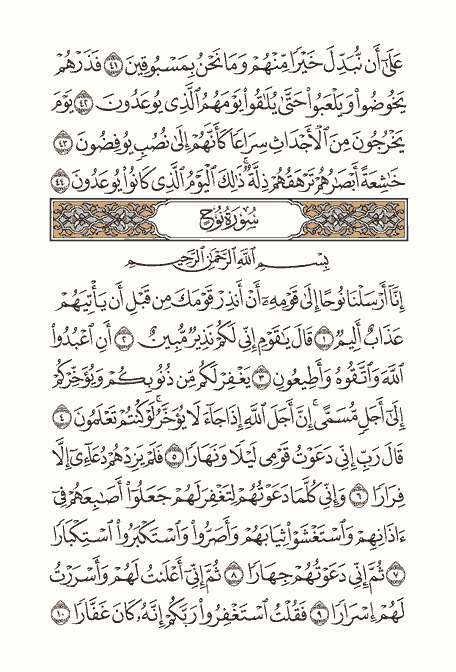 عَلَىٰٓ أَن نُّبَدِّلَ خَيۡرٗا مِّنۡهُمۡ وَمَا نَحۡنُ بِمَسۡبُوقِينَ ٤١ فَذَرۡهُمۡ
يَخُوضُواْ وَيَلۡعَبُواْ حَتَّىٰ يُلَٰقُواْ يَوۡمَهُمُ ٱلَّذِي يُوعَدُونَ ٤٢ يَوۡمَ
يَخۡرُجُونَ مِنَ ٱلۡأَجۡدَاثِ سِرَاعٗا كَأَنَّهُمۡ إِلَىٰ نُصُبٖ يُوفِضُونَ ٤٣
خَٰشِعَةً أَبۡصَٰرُهُمۡ تَرۡهَقُهُمۡ ذِلَّةٞۚ ذَٰلِكَ ٱلۡيَوۡمُ ٱلَّذِي كَانُواْ يُوعَدُونَ ٤٤
سُورَةُ نُوحٍ
بِسۡمِ ٱللَّهِ ٱلرَّحۡمَٰنِ ٱلرَّحِيمِ
إِنَّآ أَرۡسَلۡنَا نُوحًا إِلَىٰ قَوۡمِهِۦٓ أَنۡ أَنذِرۡ قَوۡمَكَ مِن قَبۡلِ أَن يَأۡتِيَهُمۡ
عَذَابٌ أَلِيمٞ ١ قَالَ يَٰقَوۡمِ إِنِّي لَكُمۡ نَذِيرٞ مُّبِينٌ ٢ أَنِ ٱعۡبُدُواْ
ٱللَّهَ وَٱتَّقُوهُ وَأَطِيعُونِ ٣ يَغۡفِرۡ لَكُم مِّن ذُنُوبِكُمۡ وَيُؤَخِّرۡكُمۡ
إِلَىٰٓ أَجَلٖ مُّسَمًّىۚ إِنَّ أَجَلَ ٱللَّهِ إِذَا جَآءَ لَا يُؤَخَّرُۚ لَوۡ كُنتُمۡ تَعۡلَمُونَ ٤
قَالَ رَبِّ إِنِّي دَعَوۡتُ قَوۡمِي لَيۡلٗا وَنَهَارٗا ٥ فَلَمۡ يَزِدۡهُمۡ دُعَآءِيٓ إِلَّا
فِرَارٗا ٦ وَإِنِّي كُلَّمَا دَعَوۡتُهُمۡ لِتَغۡفِرَ لَهُمۡ جَعَلُوٓاْ أَصَٰبِعَهُمۡ فِيٓ
ءَاذَانِهِمۡ وَٱسۡتَغۡشَوۡاْ ثِيَابَهُمۡ وَأَصَرُّواْ وَٱسۡتَكۡبَرُواْ ٱسۡتِكۡبَارٗا
٧ ثُمَّ إِنِّي دَعَوۡتُهُمۡ جِهَارٗا ٨ ثُمَّ إِنِّيٓ أَعۡلَنتُ لَهُمۡ وَأَسۡرَرۡتُ
لَهُمۡ إِسۡرَارٗا ٩ فَقُلۡتُ ٱسۡتَغۡفِرُواْ رَبَّكُمۡ إِنَّهُۥ كَانَ غَفَّارٗا ١٠